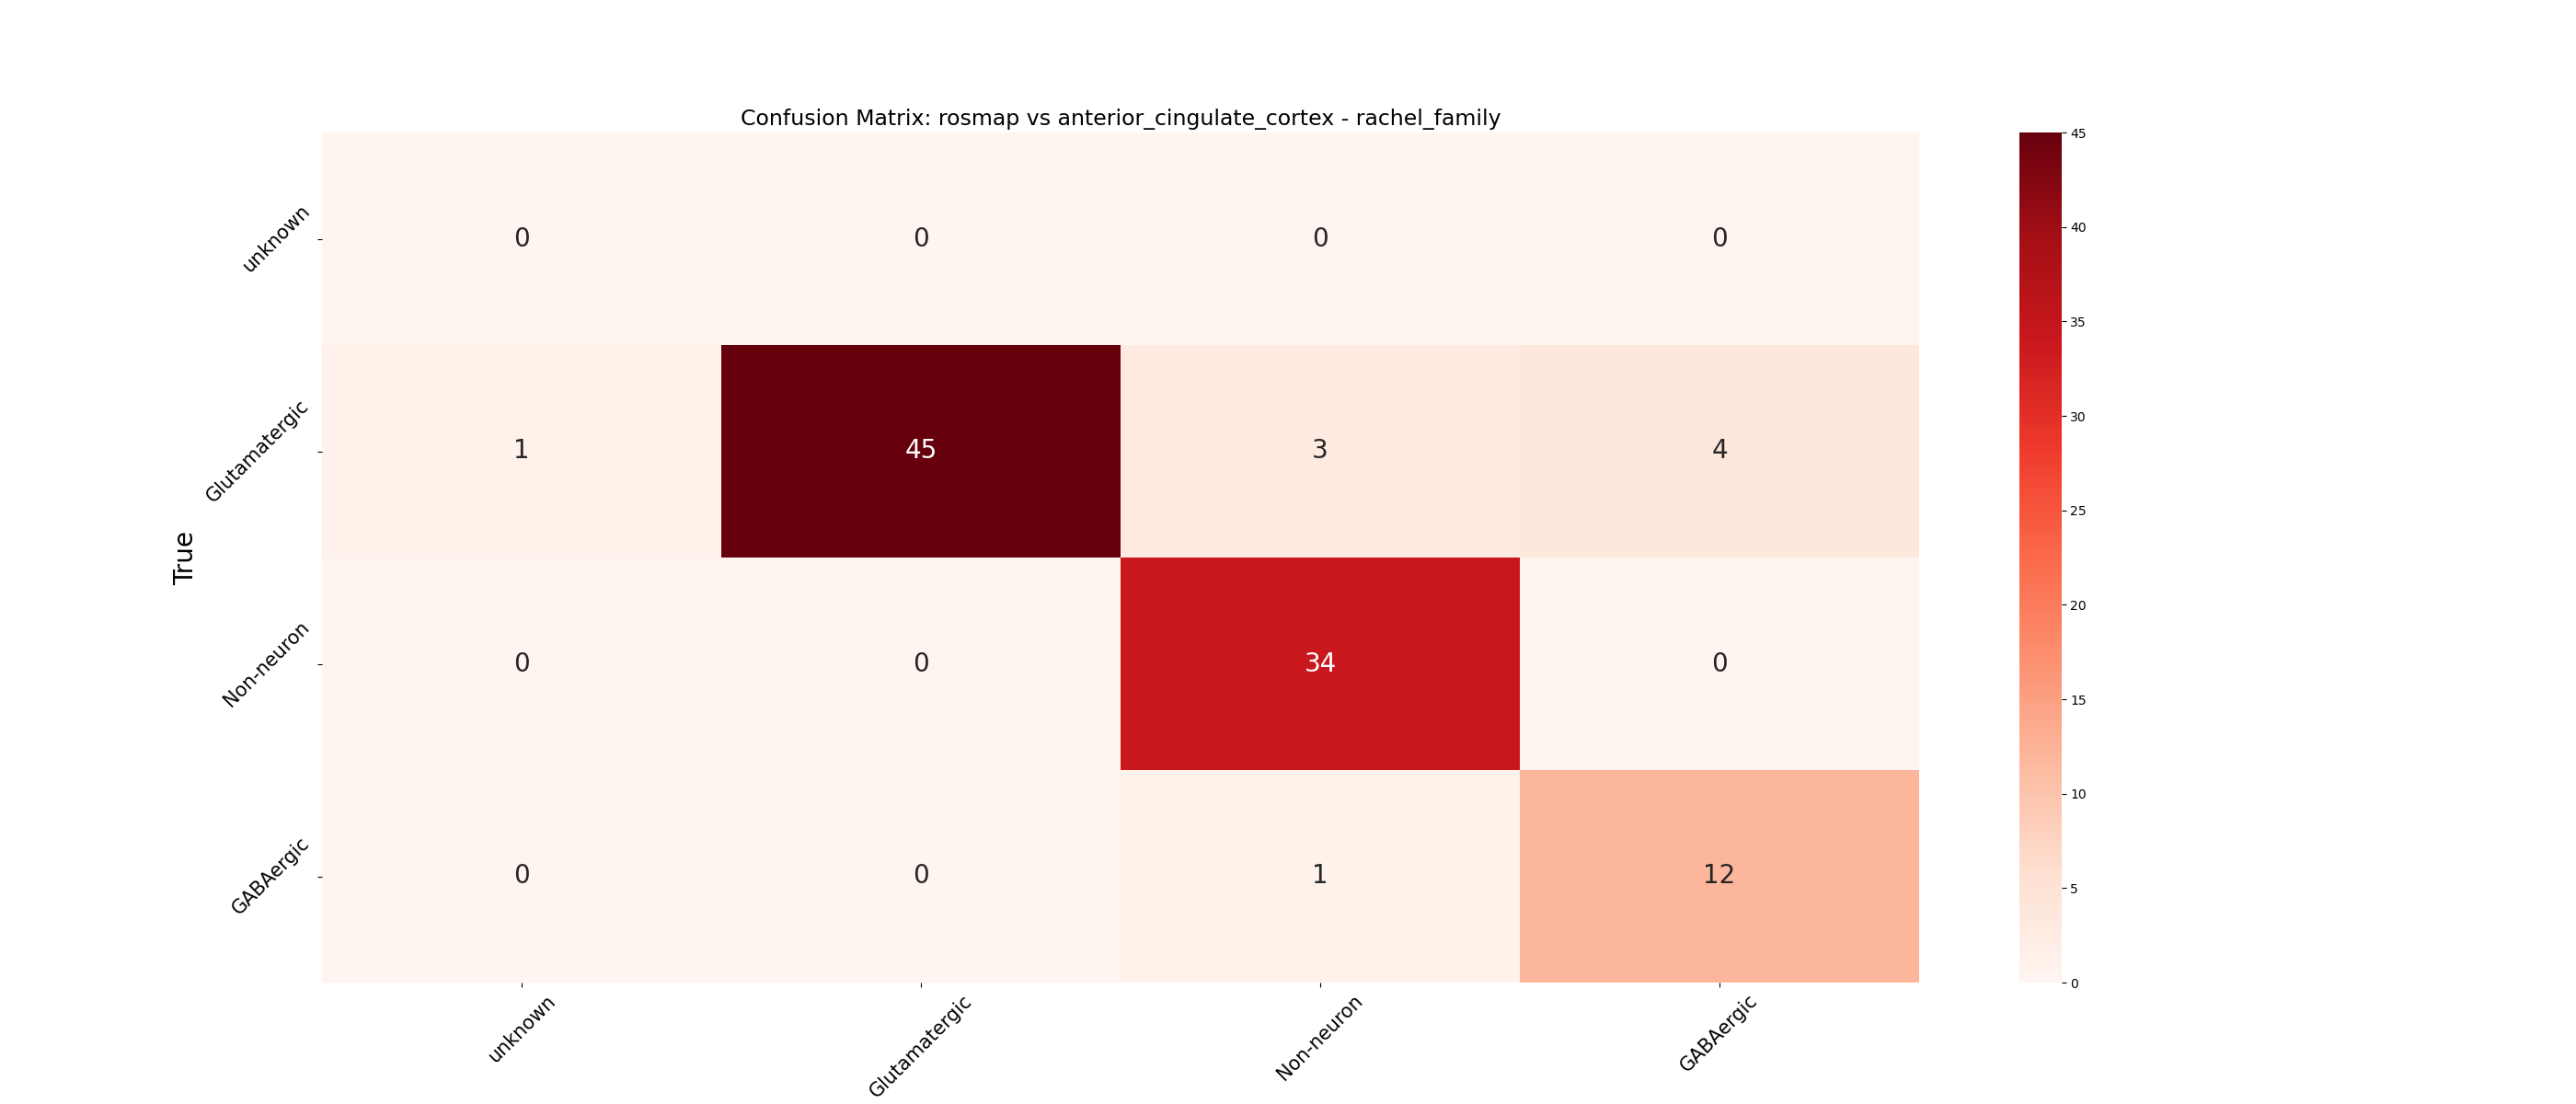 Confusion Matrix: rosmap vs anterior_cingulate_cortex - rachel_family
unknown 0 0 0 0
Glutamatergic 1 45 3 4
Non-neuron 0 0 34 0
GABAergic 0 0 1 12
True
unknown Glutamatergic Non-neuron GABAergic
45
40
35
30
25
20
15
10
5
0